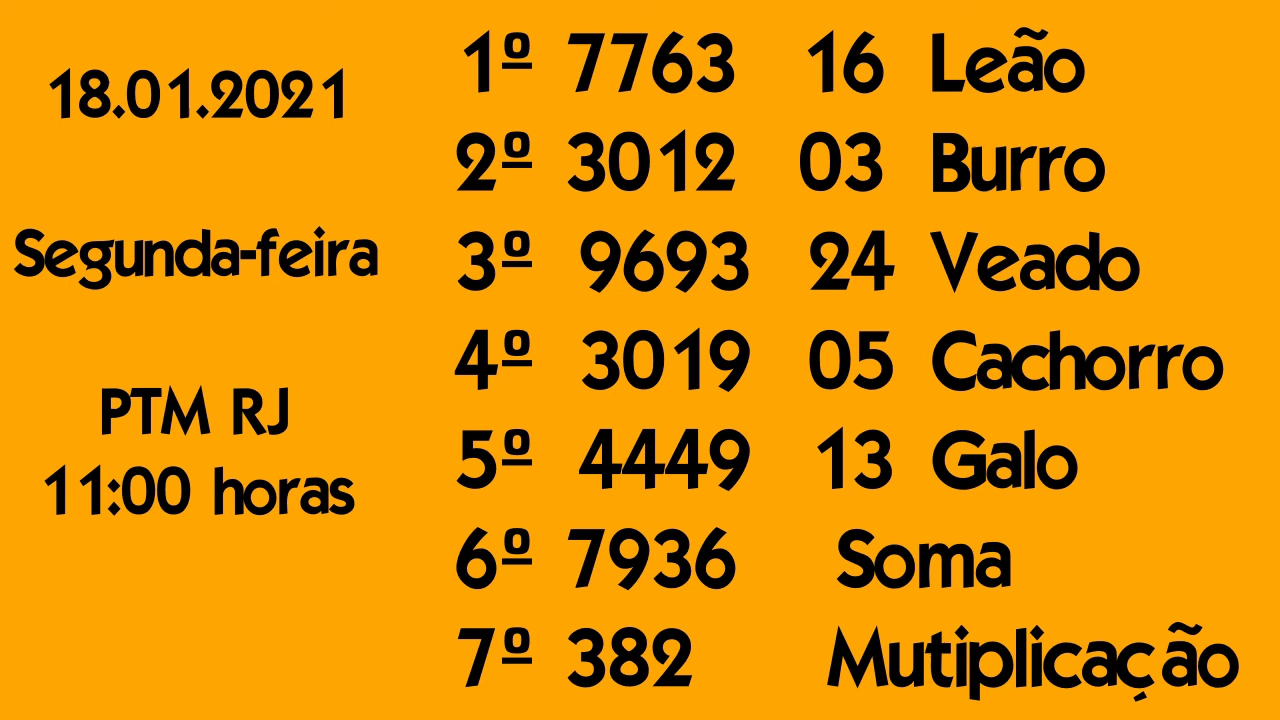 18.01.2021
Segunda-feira
PTM RJ
11:00 horas
1º 7763 16 Leão
2º 3012 03 Burro
3º 9693 24 Veado
4º 3019 05 Cachorro
5º 4449 13 Galo
6º 7936 Soma
7º 382 Mutiplicação